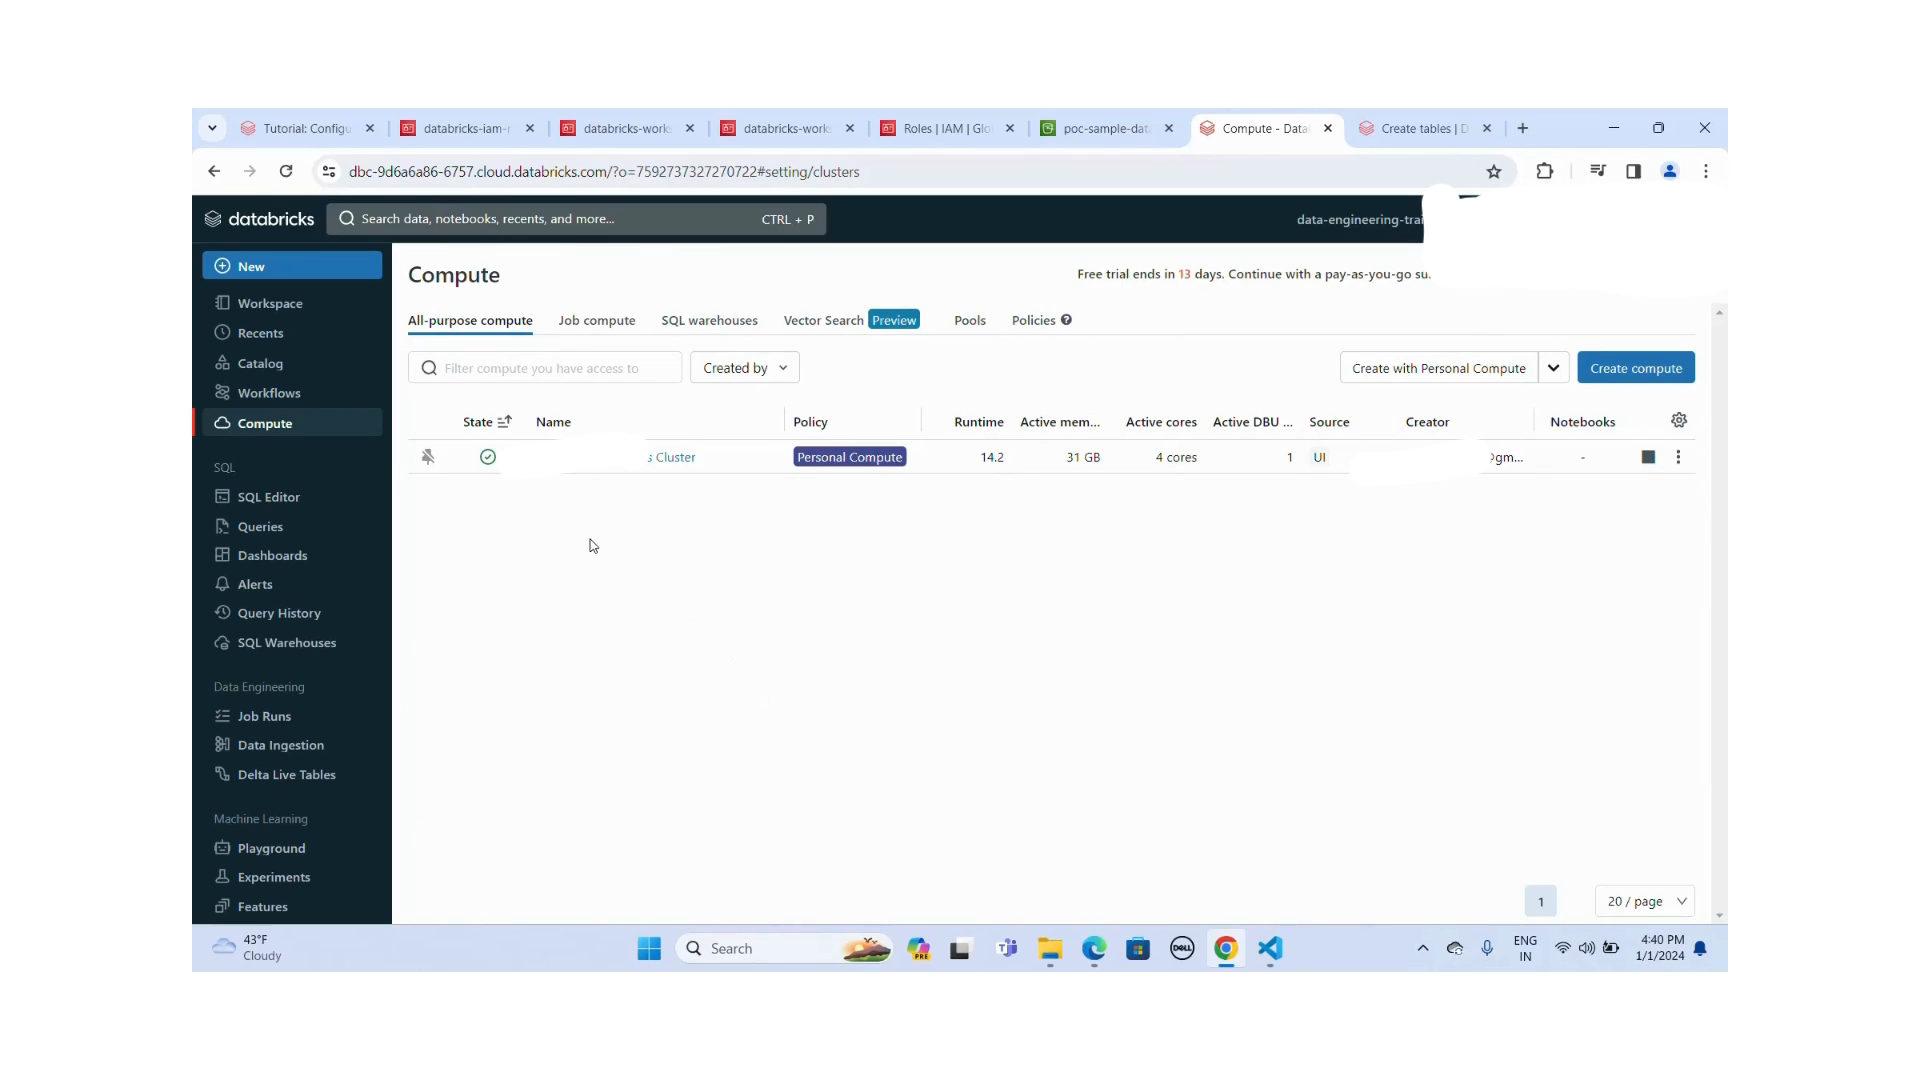 Tutorial: Configu
databricks-iam-r
databricks-works
databricks-works
Roles | IAM | Glo
poc-sample-dat
Compute - Data
Create tables | D
dbc-9d6a6a86-6757.cloud.databricks.com/?o=7592737327270722#setting/clusters
databricks
Search data, notebooks, recents, and more...
CTRL + P
data-engineering-trai
New
Workspace
Recents
Catalog
Workflows
Compute
SQL
SQL Editor
Queries
Dashboards
Alerts
Query History
SQL Warehouses
Data Engineering
Job Runs
Data Ingestion
Delta Live Tables
Machine Learning
Playground
Experiments
Features
Compute
Free trial ends in 13 days. Continue with a pay-as-you-go su
All-purpose compute
Job compute
SQL warehouses
Vector Search Preview
Pools
Policies
Filter compute you have access to
Created by
Create with Personal Compute
Create compute
State Name Policy Runtime Active mem... Active cores Active DBU ... Source Creator Notebooks
s Cluster Personal Compute 14.2 31 GB 4 cores 1 UI @gm... -
1
20 / page
43°F
Cloudy
Search
PRE
DELL
ENG
IN
4:40 PM
1/1/2024